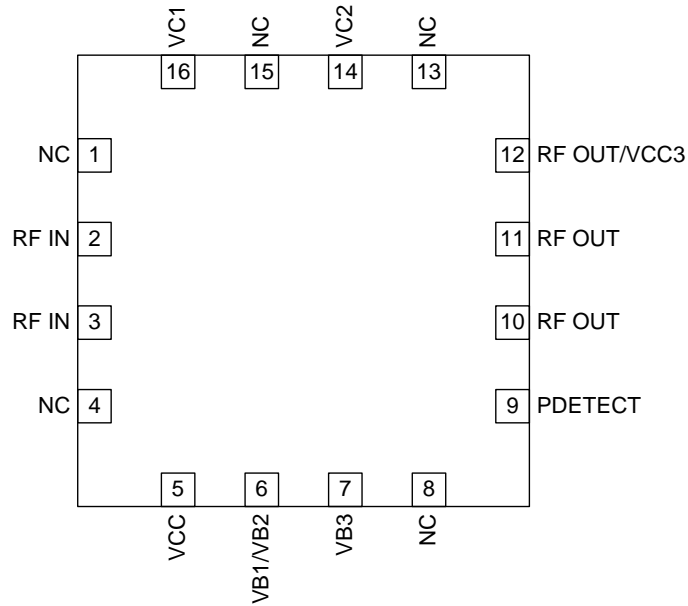 VC1
NC
VC2
NC
16
15
14
13
NC 1
12 RF OUT/VCC3
RF IN 2
11 RF OUT
RF IN 3
10 RF OUT
NC 4
9 PDETECT
5
6
7
8
VCC
VB1/VB2
VB3
NC